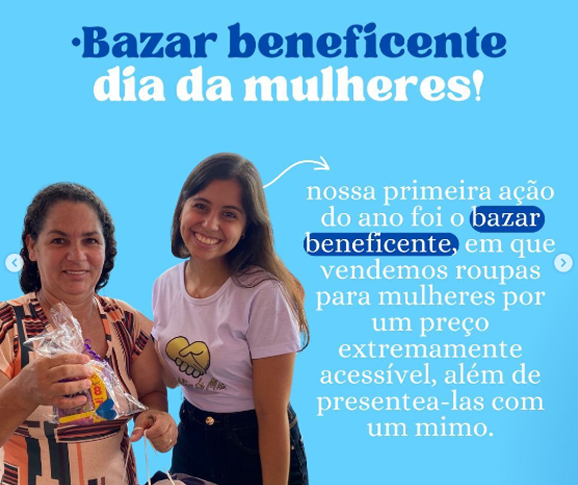 ·Bazar beneficente
dia da mulheres!
nossa primeira ação
do ano foi o bazar
beneficente, em que
vendemos roupas
para mulheres por
um preço
extremamente
acessível, além de
presentea-las com
um mimo.